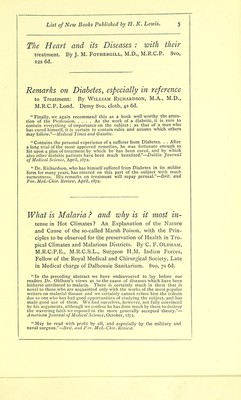 List of New Books Published by H. K. Lewis. 5
The Heart and its Diseases: with their
treatment. By J. M. FOTHERGILL, M.D., M.R.C.P. 8vo,
12s 6d.
Remarks on Diabetes, especially in reference
to Treatment: By WILLIAM RICHARDSON, M.A., M.D.,
M.R.C.P. Lond. Demy 8vo, cloth, 4s 6d.
"Finally, we again recommend this as a book well worthy the atten-
tion of the Profession. . . . . As the work of a diabetic, it is sure to
contain everything of importance on the subject: as that of a man who
has cured himself, it is certain to contain rules and axioms which others
may follow."—Medical Times and Gazette.
"Contains the personal experience of a sufferer from Diabetes. . . After
a long trial of the most approved remedies, he was fortunate enough to
hit upon a plan of treatment by which he has been cured, and by which
also other diabetic patients have been much benefited."—Dublin Journal
of Medical Science, April, 1872.
"Dr. Richardson, who has himself suffered from Diabetes in its milder
form for many years, has entered on this part of the subject with much
earnestness. His remarks on treatment will repay perusal."—Brit. and
For. Med.-Chir. Review, April, 1872.
What is Malaria? and why is it most in-
tense in Hot Climates? An Explanation of the Nature
and Cause of the so-called Marsh Poison, with the Prin-
ciples to be observed for the preservation of Health in Tro-
pical Climates and Malarious Districts. By C. F. OLDHAM,
M.R.C.P.E., M.R.C.S.L., Surgeon H.M. Indian Forces,
Fellow of the Royal Medical and Chirurgical Society, Late
in Medical charge of Dalhousie Sanitarium. 8vo, 7s 6d.
"In the preceding abstract we have endeavoured to lay before our
readers Dr. Oldham's views as to the cause of diseases which have been
hitherto attributed to malaria. There is certainly much in them that is
novel to those who are acquainted only with the works of the most popular
writers on malarial disease and we certainly cannot refuse him the tribute
due to one who has had good opportunities of studying the subject, and has
made good use of them. We find ourselves, however, not fully convinced
by his arguments, although we confess he has done much by them to destroy
the wavering faith we reposed in the more generally accepted theory."—
American Journal of Medical Science, October, 1871.
"May be read with profit by all, and especially by the military and
naval surgeon."—Brit. and For. Med.-Chir. Review.